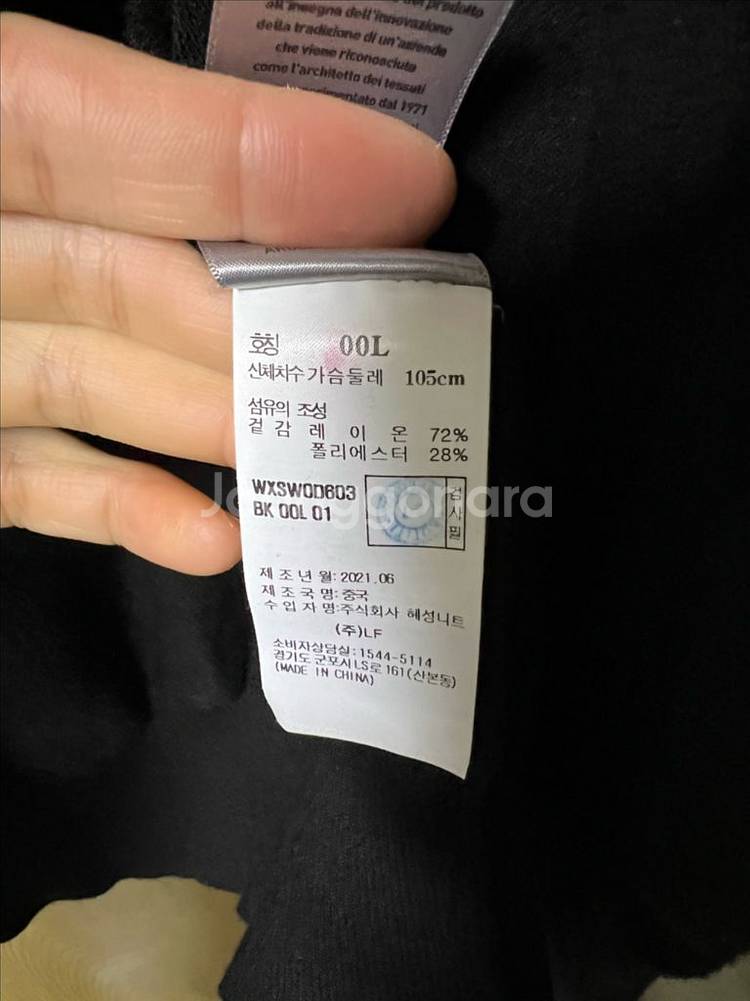 all'insegna dell'innovazione
della tradizione di un'aziende
che viene riconosciuta
come l'architetto dei tessuti
dal 1971
호칭 00L
신체치수 가슴둘레 105cm
섬유의 조성
겉감 레이온 72%
폴리에스터 28%
WXSW0D603
BK 00L 01
검사필
제조년월: 2021.06
제조국명: 중국
수입자명: 주식회사 혜성니트
(주)LF
소비자상담실: 1544-5114
경기도 군포시 LS로 161(산본동)
(MADE IN CHINA)